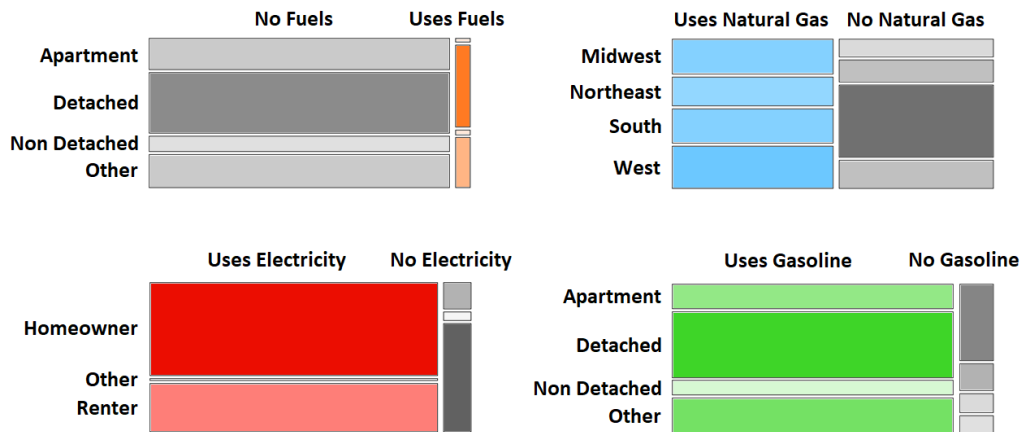 No Fuels Uses Fuels
Apartment
Detached
Non Detached
Other
Uses Natural Gas No Natural Gas
Midwest
Northeast
South
West
Uses Electricity No Electricity
Homeowner
Other
Renter
Uses Gasoline No Gasoline
Apartment
Detached
Non Detached
Other